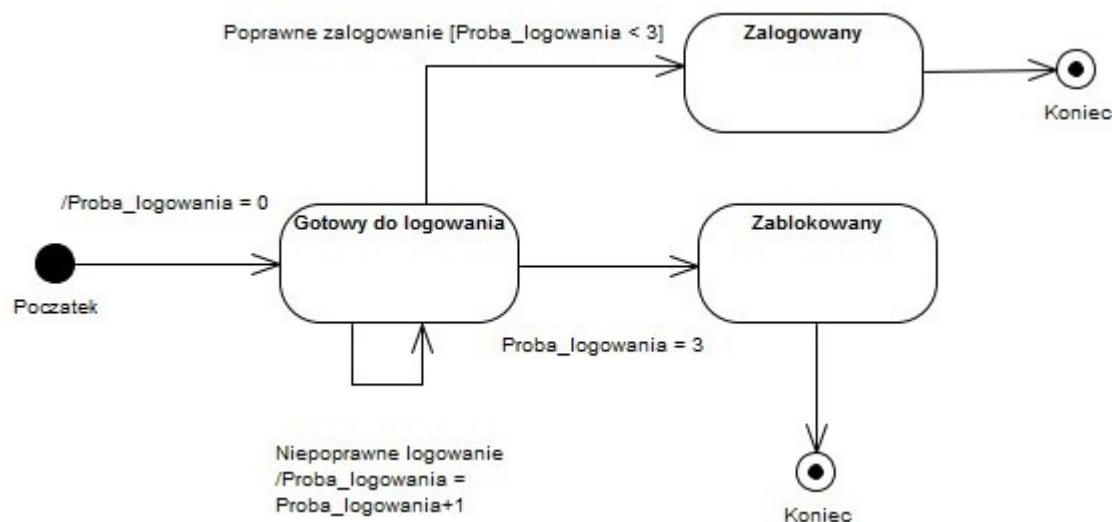 Poprawne zalogowanie [Proba_logowania < 3]
Zalogowany
Koniec
/Proba_logowania = 0
Gotowy do logowania
Zablokowany
Poczatek
Proba_logowania = 3
Niepoprawne logowanie
/Proba_logowania =
Proba_logowania+1
Koniec